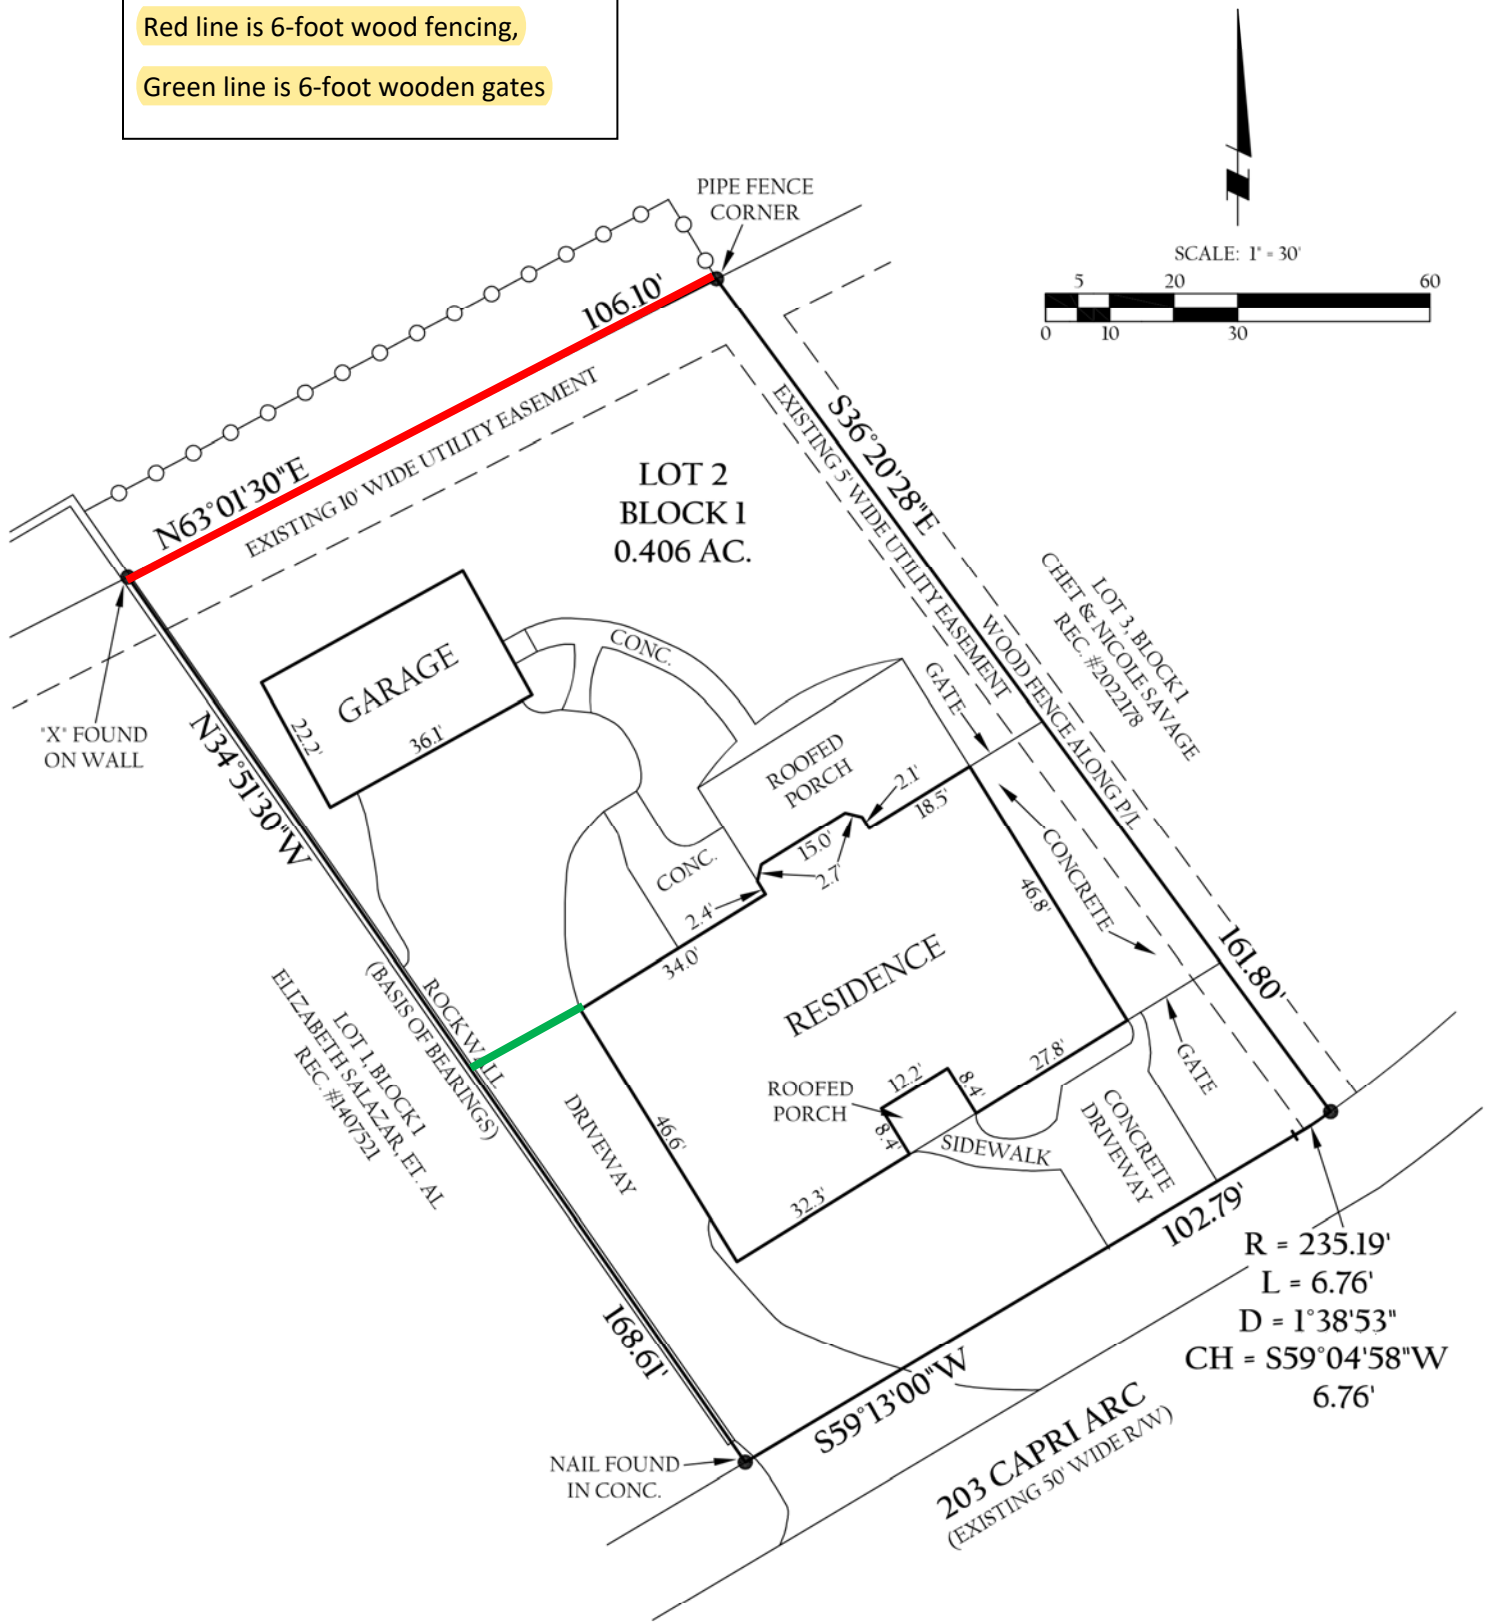 Red line is 6-foot wood fencing,
Green line is 6-foot wooden gates
PIPE FENCE
CORNER
SCALE: 1" = 30'
5
20
60
0
10
30
106.10'
N63°01'30"E
EXISTING 10' WIDE UTILITY EASEMENT
LOT 2
BLOCK 1
0.406 AC.
S36°20'28"E
EXISTING 5' WIDE UTILITY EASEMENT
WOOD FENCE ALONG P/L
LOT 3, BLOCK 1
CHET & NICOLE SAVAGE
REC. #2022178
"X" FOUND
ON WALL
GARAGE
22.2'
36.1'
CONC.
GATE
N34°51'30"W
ROOFED
PORCH
2.1'
18.5'
15.0'
2.7'
CONC.
2.4'
34.0'
46.8'
CONCRETE
161.80'
RESIDENCE
ROCK WALL
(BASIS OF BEARINGS)
LOT 1, BLOCK 1
ELIZABETH SALAZAR, ET. AL
REC. #1407521
DRIVEWAY
46.6'
ROOFED
PORCH
12.2'
8.4'
8.4'
27.8'
GATE
SIDEWALK
CONCRETE
DRIVEWAY
32.3'
102.79'
R = 235.19'
L = 6.76'
D = 1°38'53"
CH = S59°04'58"W
6.76'
168.61'
S59°13'00"W
NAIL FOUND
IN CONC.
203 CAPRI ARC
(EXISTING 50' WIDE R/W)